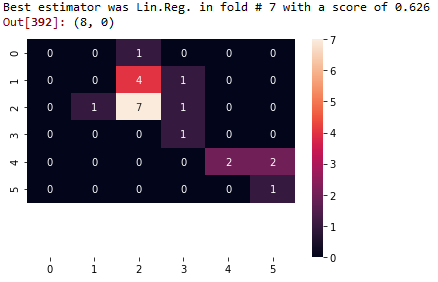 Best estimator was Lin.Reg. in fold # 7 with a score of 0.626
Out[392]: (8, 0)
0 0 0 1 0 0 0
1 0 0 4 1 0 0
2 0 1 7 1 0 0
3 0 0 0 1 0 0
4 0 0 0 0 2 2
5 0 0 0 0 0 1
0 1 2 3 4 5
7
6
5
4
3
2
1
0